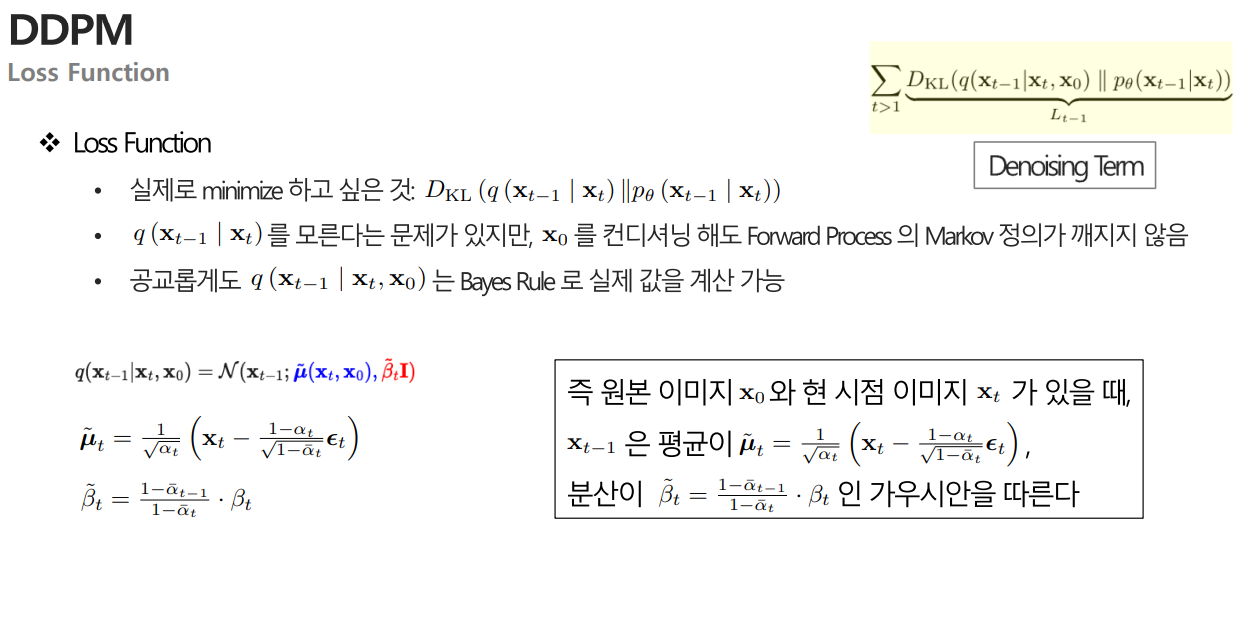 DDPM
Loss Function
$\sum_{t>1} \underbrace{D_{\mathrm{KL}}(q(\mathbf{x}_{t-1}|\mathbf{x}_t, \mathbf{x}_0) \parallel p_\theta(\mathbf{x}_{t-1}|\mathbf{x}_t))}_{L_{t-1}}$
Denoising Term
❖ Loss Function
• 실제로 minimize 하고 싶은 것: $D_{\mathrm{KL}}\left(q\left(\mathbf{x}_{t-1} \mid \mathbf{x}_t\right) \| p_\theta\left(\mathbf{x}_{t-1} \mid \mathbf{x}_t\right)\right)$
• $q\left(\mathbf{x}_{t-1} \mid \mathbf{x}_t\right)$를 모른다는 문제가 있지만, $\mathbf{x}_0$ 를 컨디셔닝 해도 Forward Process 의 Markov 정의가 깨지지 않음
• 공교롭게도 $q\left(\mathbf{x}_{t-1} \mid \mathbf{x}_t, \mathbf{x}_0\right)$는 Bayes Rule 로 실제 값을 계산 가능
$q(\mathbf{x}_{t-1}|\mathbf{x}_t, \mathbf{x}_0) = \mathcal{N}(\mathbf{x}_{t-1}; \tilde{\boldsymbol{\mu}}(\mathbf{x}_t, \mathbf{x}_0), \tilde{\beta}_t \mathbf{I})$
$\tilde{\boldsymbol{\mu}}_t = \frac{1}{\sqrt{\alpha_t}}\left(\mathbf{x}_t - \frac{1-\alpha_t}{\sqrt{1-\bar{\alpha}_t}}\boldsymbol{\epsilon}_t\right)$
$\tilde{\beta}_t = \frac{1-\bar{\alpha}_{t-1}}{1-\bar{\alpha}_t} \cdot \beta_t$
즉 원본 이미지 $\mathbf{x}_0$ 와 현 시점 이미지 $\mathbf{x}_t$ 가 있을 때,
$\mathbf{x}_{t-1}$ 은 평균이 $\tilde{\boldsymbol{\mu}}_t = \frac{1}{\sqrt{\alpha_t}}\left(\mathbf{x}_t - \frac{1-\alpha_t}{\sqrt{1-\bar{\alpha}_t}}\boldsymbol{\epsilon}_t\right)$,
분산이 $\tilde{\beta}_t = \frac{1-\bar{\alpha}_{t-1}}{1-\bar{\alpha}_t} \cdot \beta_t$ 인 가우시안을 따른다